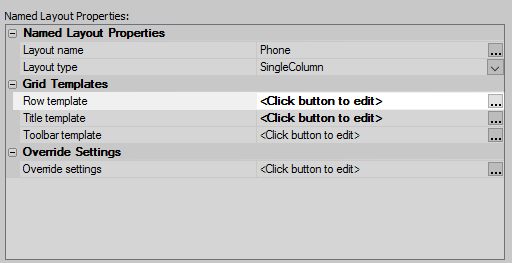 Named Layout Properties:
Named Layout Properties
Layout name Phone ...
Layout type SingleColumn
Grid Templates
Row template <Click button to edit> ...
Title template <Click button to edit> ...
Toolbar template <Click button to edit> ...
Override Settings
Override settings <Click button to edit> ...